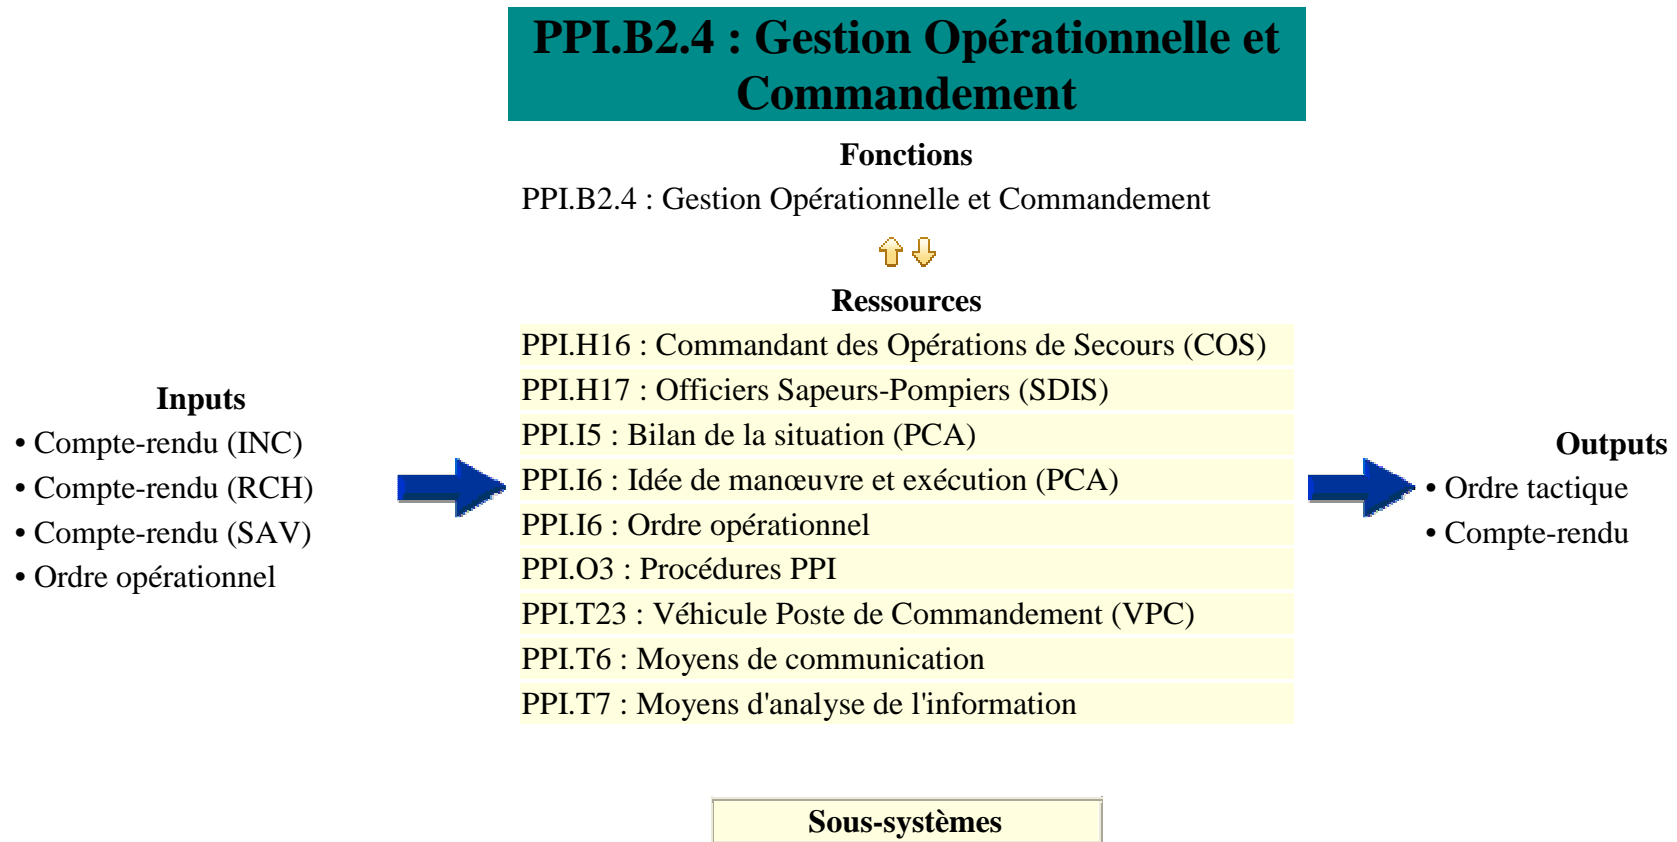 PPI.B2.4 : Gestion Opérationnelle et
Commandement
Fonctions
PPI.B2.4 : Gestion Opérationnelle et Commandement
Ressources
PPI.H16 : Commandant des Opérations de Secours (COS)
PPI.H17 : Officiers Sapeurs-Pompiers (SDIS)
PPI.I5 : Bilan de la situation (PCA)
PPI.I6 : Idée de manœuvre et exécution (PCA)
PPI.I6 : Ordre opérationnel
PPI.O3 : Procédures PPI
PPI.T23 : Véhicule Poste de Commandement (VPC)
PPI.T6 : Moyens de communication
PPI.T7 : Moyens d'analyse de l'information
Inputs
• Compte-rendu (INC)
• Compte-rendu (RCH)
• Compte-rendu (SAV)
• Ordre opérationnel
Outputs
• Ordre tactique
• Compte-rendu
Sous-systèmes